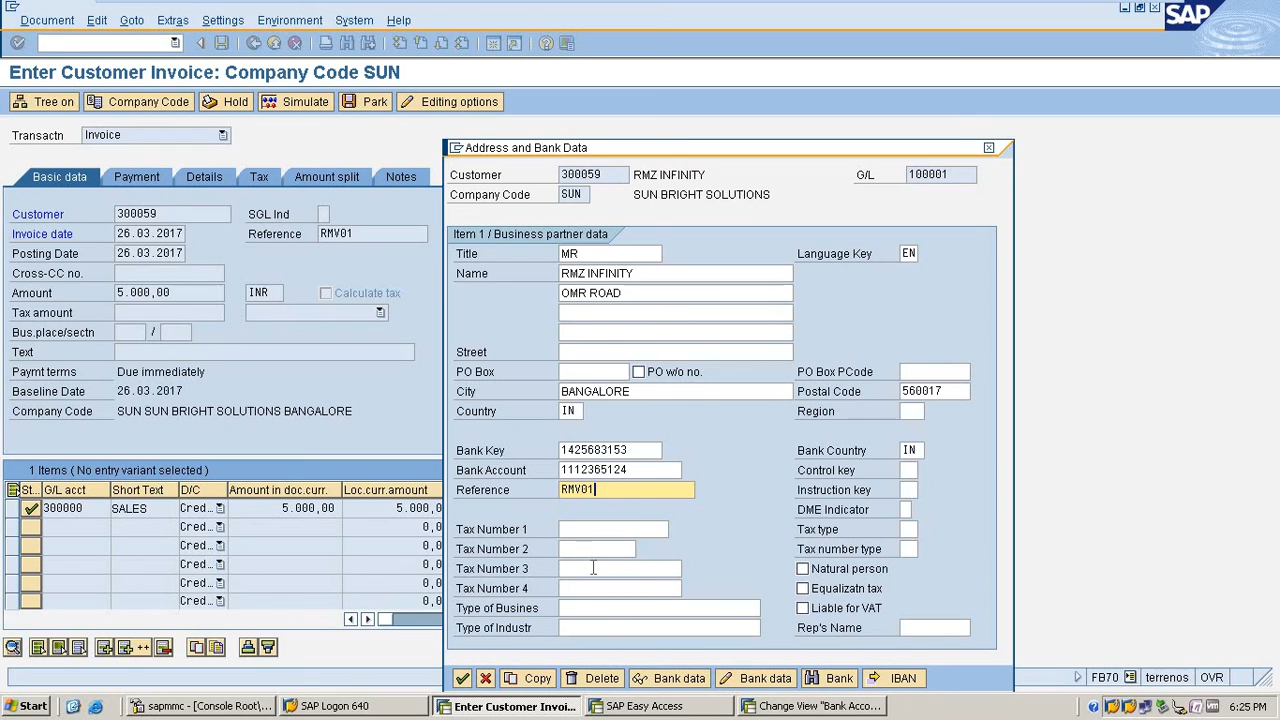 Document Edit Goto Extras Settings Environment System Help
SAP
Enter Customer Invoice: Company Code SUN
Tree on Company Code Hold Simulate Park Editing options
Transactn Invoice
Basic data Payment Details Tax Amount split Notes
Customer 300059 SGL Ind
Invoice date 26.03.2017 Reference RMV01
Posting Date 26.03.2017
Cross-CC no.
Amount 5.000,00 INR Calculate tax
Tax amount
Bus.place/sectn /
Text
Paymt terms Due immediately
Baseline Date 26.03.2017
Company Code SUN SUN BRIGHT SOLUTIONS BANGALORE
1 Items ( No entry variant selected )
St... G/L acct Short Text D/C Amount in doc.curr. Loc.curr.amount
300000 SALES Cred... 5.000,00 5.000,0
Cred... 0,0
Cred... 0,0
Cred... 0,0
Cred... 0,0
Cred... 0,0
Address and Bank Data
Customer 300059 RMZ INFINITY G/L 100001
Company Code SUN SUN BRIGHT SOLUTIONS
Item 1 / Business partner data
Title MR Language Key EN
Name RMZ INFINITY
OMR ROAD
Street
PO Box PO w/o no. PO Box PCode
City BANGALORE Postal Code 560017
Country IN Region
Bank Key 1425683153 Bank Country IN
Bank Account 1112365124 Control key
Reference RMV01 Instruction key
DME Indicator
Tax Number 1 Tax type
Tax Number 2 Tax number type
Tax Number 3 Natural person
Tax Number 4 Equalizatn tax
Type of Busines Liable for VAT
Type of Industr Rep's Name
Copy Delete Bank data Bank data Bank IBAN
FB70 terrenos OVR
Start sapmmc - [Console Root\... SAP Logon 640 Enter Customer Invoi... SAP Easy Access Change View "Bank Acco... 6:25 PM